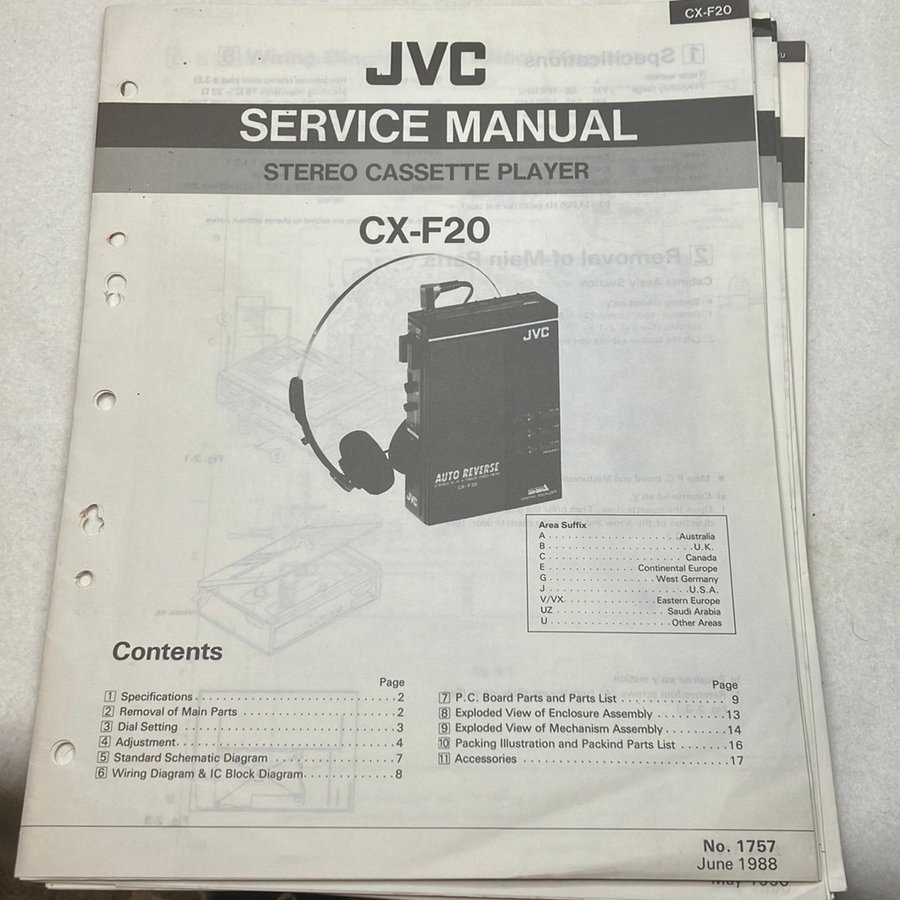 CX-F20
JVC
SERVICE MANUAL
STEREO CASSETTE PLAYER
CX-F20
JVC
AUTO REVERSE
CX-F20
JVC
Area Suffix
A . . . . . . . . . . . . . . . . . . . . Australia
B . . . . . . . . . . . . . . . . . . . . U.K.
C . . . . . . . . . . . . . . . . . . . . Canada
E . . . . . . . . . . . . Continental Europe
G . . . . . . . . . . . . . . . West Germany
J . . . . . . . . . . . . . . . . . . . . U.S.A.
V/VX. . . . . . . . . . . . . Eastern Europe
UZ . . . . . . . . . . . . . . . Saudi Arabia
U . . . . . . . . . . . . . . . . . Other Areas
Contents
Page
1 Specifications . . . . . . . . . . . . . . . . . . . . 2
2 Removal of Main Parts . . . . . . . . . . . . . . . 2
3 Dial Setting . . . . . . . . . . . . . . . . . . . . . 3
4 Adjustment. . . . . . . . . . . . . . . . . . . . . . 4
5 Standard Schematic Diagram . . . . . . . . . . . . 7
6 Wiring Diagram & IC Block Diagram. . . . . . . . . 8
Page
7 P.C. Board Parts and Parts List . . . . . . . . . . 9
8 Exploded View of Enclosure Assembly . . . . . . . 13
9 Exploded View of Mechanism Assembly . . . . . . . 14
10 Packing Illustration and Packind Parts List . . . . 16
11 Accessories . . . . . . . . . . . . . . . . . . . . . 17
No. 1757
June 1988